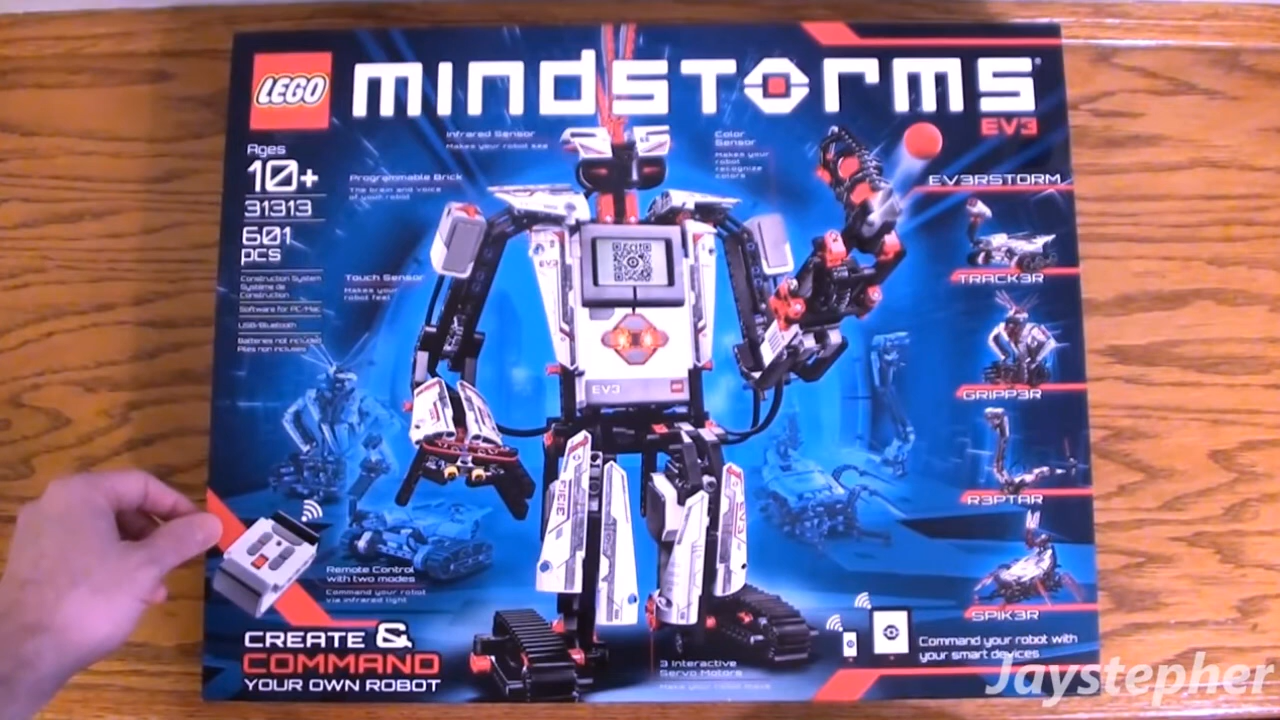 LEGO
mindstorms
EV3
Ages
10+
31313
601
pcs
Construction System
Système de
Construction
Software for PC/Mac
USB/Bluetooth
Batteries not included
Piles non incluses
Infrared Sensor
Makes your robot see
Programmable Brick
The brain and voice
of your robot
Touch Sensor
Makes your
robot feel
Color
Sensor
Makes your
robot
recognize
colors
EV3RSTORM
TRACK3R
GRIPP3R
R3PTAR
SPIK3R
EV3
EV3
EV3
Remote Control
with two modes
Command your robot
via infrared light
CREATE &
COMMAND
YOUR OWN ROBOT
3 Interactive
Servo Motors
Make your robot move
Command your robot with
your smart devices
Jaystepher